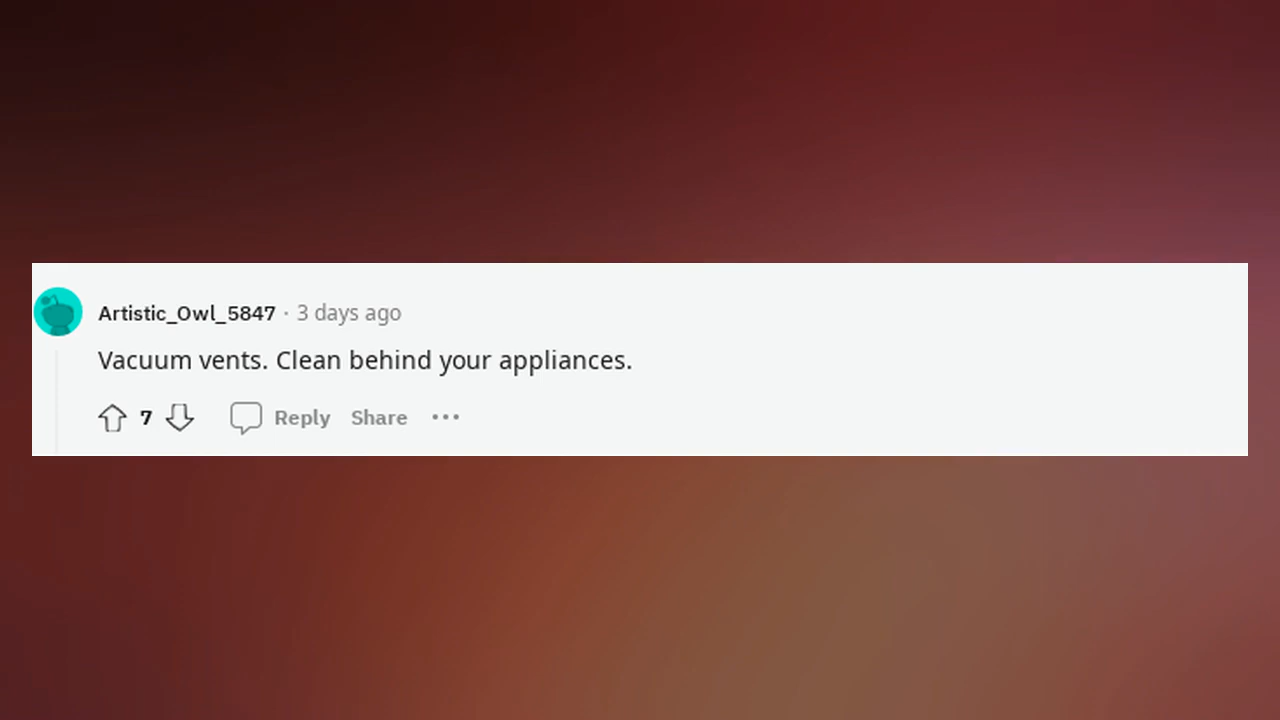 Artistic_Owl_5847 · 3 days ago
Vacuum vents. Clean behind your appliances.
7 Reply Share ···